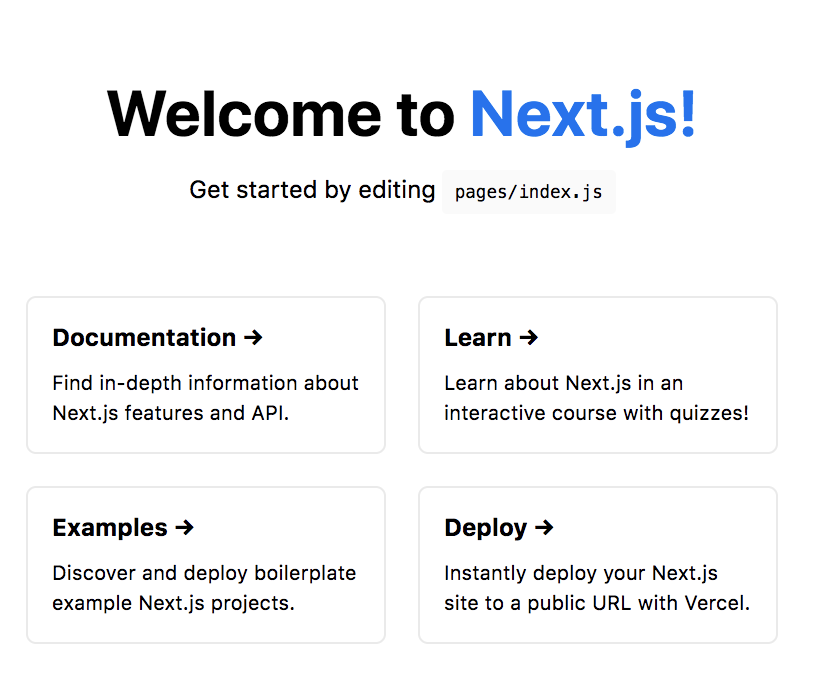 Welcome to Next.js!
Get started by editing pages/index.js
Documentation →
Find in-depth information about
Next.js features and API.
Learn →
Learn about Next.js in an
interactive course with quizzes!
Examples →
Discover and deploy boilerplate
example Next.js projects.
Deploy →
Instantly deploy your Next.js
site to a public URL with Vercel.